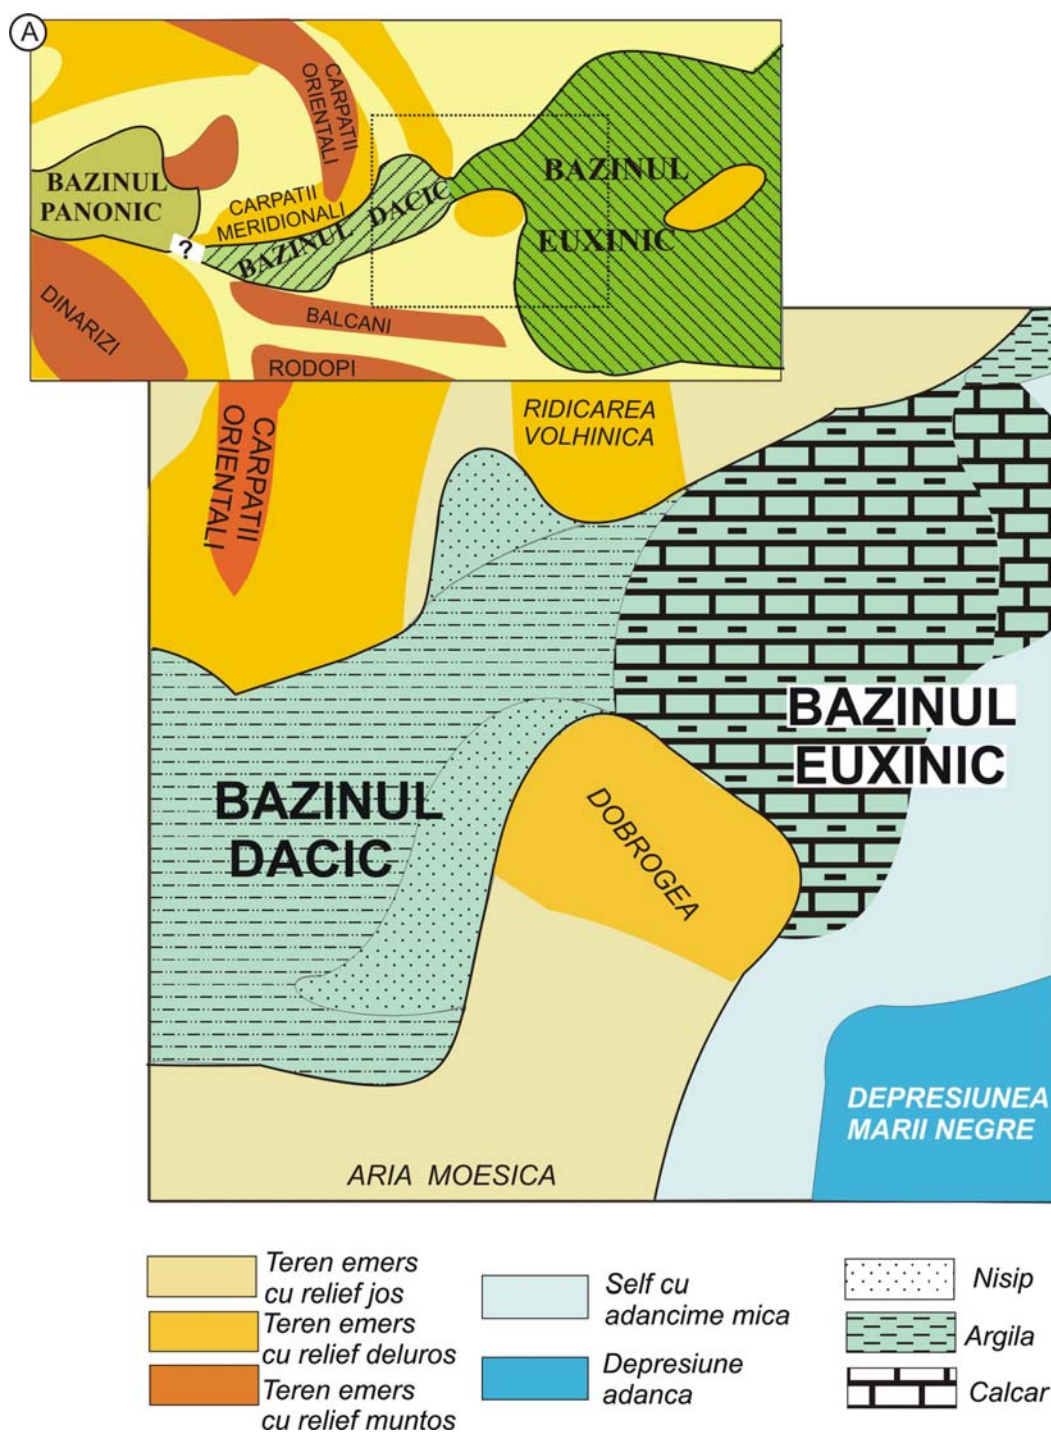 A
CARPATII
ORIENTALI
BAZINUL
PANONIC
CARPATII
MERIDIONALI
BAZINUL DACIC
BAZINUL
EUXINIC
?
DINARIZI
BALCANI
RODOPI
CARPATII
ORIENTALI
RIDICAREA
VOLHINICA
BAZINUL
EUXINIC
BAZINUL
DACIC
DOBROGEA
DEPRESIUNEA
MARII NEGRE
ARIA MOESICA
Teren emers
cu relief jos
Teren emers
cu relief deluros
Teren emers
cu relief muntos
Self cu
adancime mica
Depresiune
adanca
Nisip
Argila
Calcar